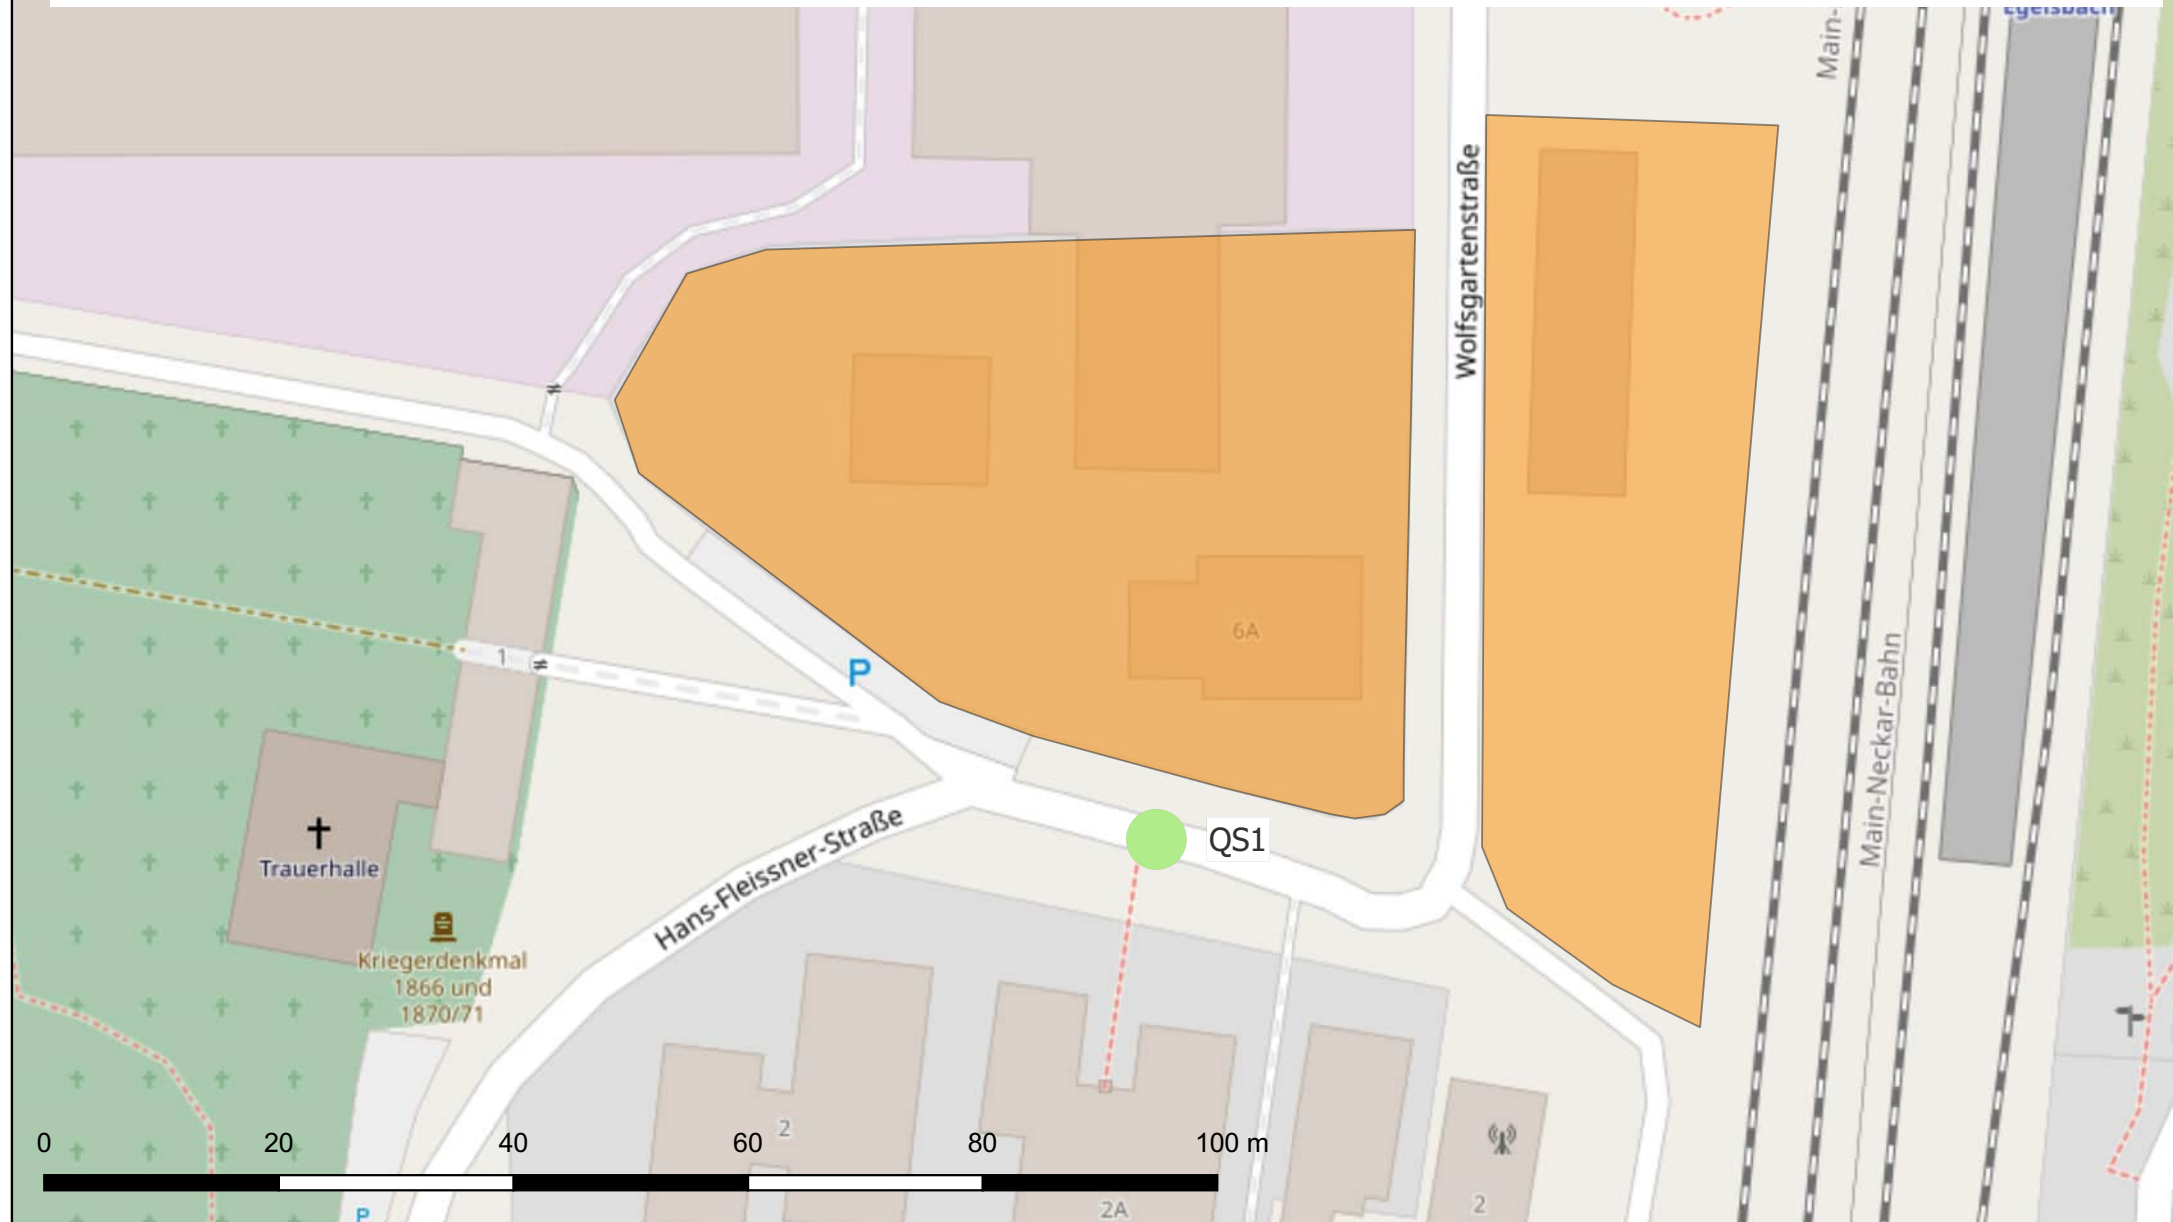 Egelsbach
Main-
Wolfsgartenstraße
6A
1
P
QS1
Hans-Fleissner-Straße
Trauerhalle
Main-Neckar-Bahn
Kriegerdenkmal
1866 und
1870/71
0 20 40 60 80 100 m
2
2
2A
P